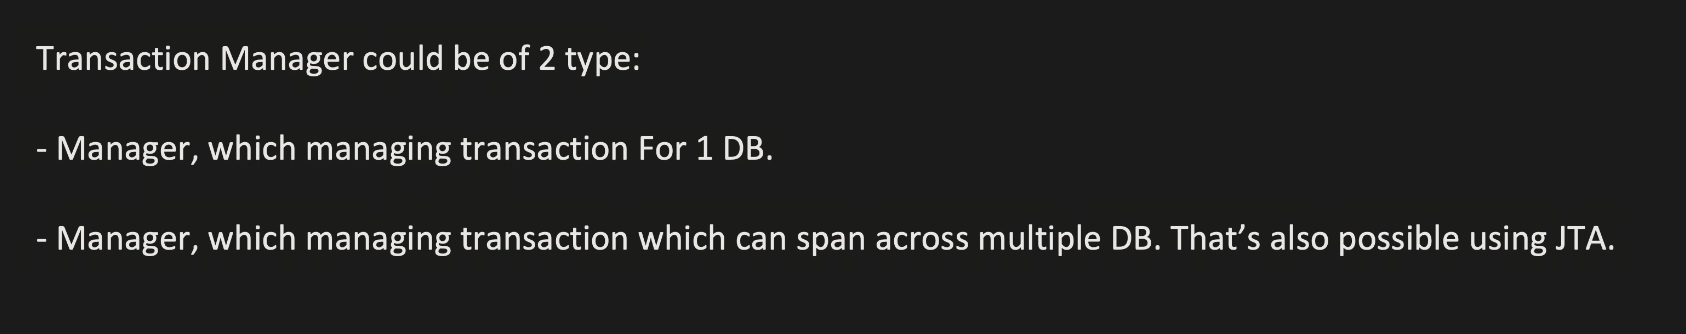 Transaction Manager could be of 2 type:
- Manager, which managing transaction For 1 DB.
- Manager, which managing transaction which can span across multiple DB. That’s also possible using JTA.